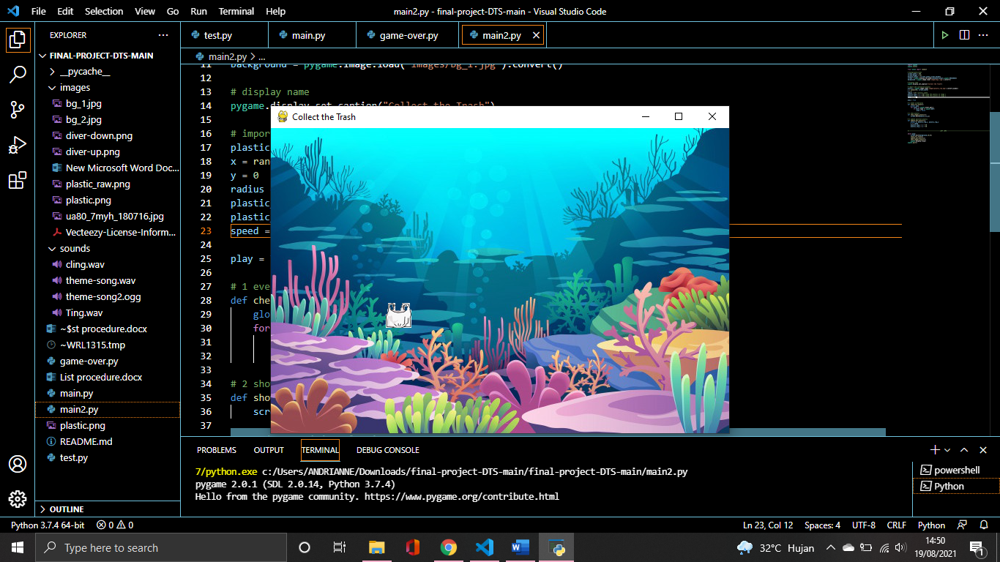 File Edit Selection View Go Run Terminal Help
main2.py - final-project-DTS-main - Visual Studio Code
EXPLORER
FINAL-PROJECT-DTS-MAIN
__pycache__
images
bg_1.jpg
bg_2.jpg
diver-down.png
diver-up.png
New Microsoft Word Doc...
plastic_raw.png
plastic.png
ua80_7myh_180716.jpg
Vecteezy-License-Inform...
sounds
cling.wav
theme-song.wav
theme-song2.ogg
Ting.wav
~$st procedure.docx
~WRL1315.tmp
game-over.py
List procedure.docx
main.py
main2.py
plastic.png
README.md
test.py
OUTLINE
test.py main.py game-over.py main2.py
main2.py > ...
11 background = pygame.image.load("images/bg_1.jpg").convert()
12
13 # display name
14 pygame.display.set_caption("Collect the Trash")
15
16 # impor
17 plastic
18 x = ran
19 y = 0
20 radius
21 plastic
22 plastic
23 speed =
24
25 play =
26
27 # 1 eve
28 def che
29 glo
30 for
31
32
33
34 # 2 sho
35 def sho
36 scr
37
Collect the Trash
PROBLEMS OUTPUT TERMINAL DEBUG CONSOLE
7/python.exe c:/Users/ANDRIANNE/Downloads/final-project-DTS-main/final-project-DTS-main/main2.py
pygame 2.0.1 (SDL 2.0.14, Python 3.7.4)
Hello from the pygame community. https://www.pygame.org/contribute.html
powershell
Python
Python 3.7.4 64-bit 0 0
Ln 23, Col 12 Spaces: 4 UTF-8 CRLF Python
Type here to search
32°C Hujan
14:50
19/08/2021
1